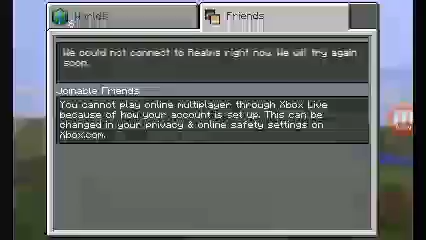 Worlds
Friends
We could not connect to Realms right now. We will try again
soon.
Joinable Friends
You cannot play online multiplayer through Xbox Live
because of how your account is set up. This can be
changed in your privacy & online safety settings on
Xbox.com.